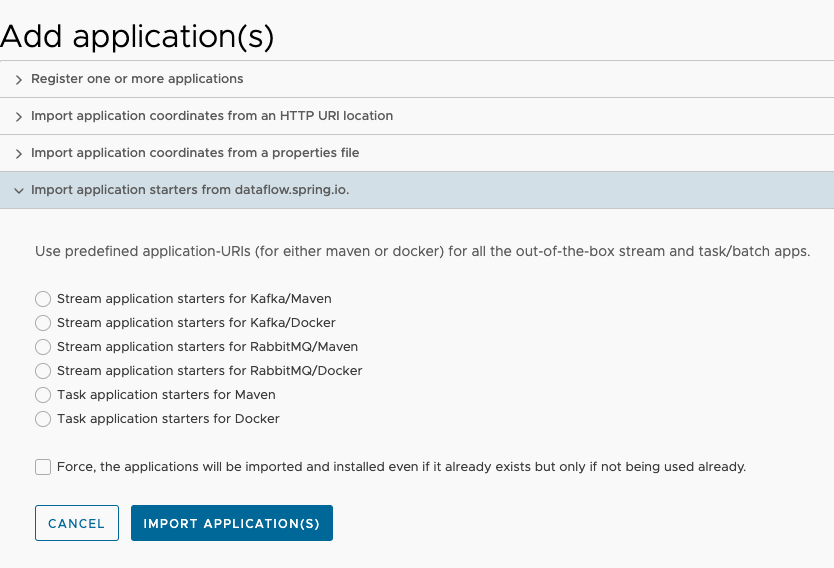 Add application(s)
Register one or more applications
Import application coordinates from an HTTP URI location
Import application coordinates from a properties file
Import application starters from dataflow.spring.io.
Use predefined application-URIs (for either maven or docker) for all the out-of-the-box stream and task/batch apps.
Stream application starters for Kafka/Maven
Stream application starters for Kafka/Docker
Stream application starters for RabbitMQ/Maven
Stream application starters for RabbitMQ/Docker
Task application starters for Maven
Task application starters for Docker
Force, the applications will be imported and installed even if it already exists but only if not being used already.
CANCEL IMPORT APPLICATION(S)